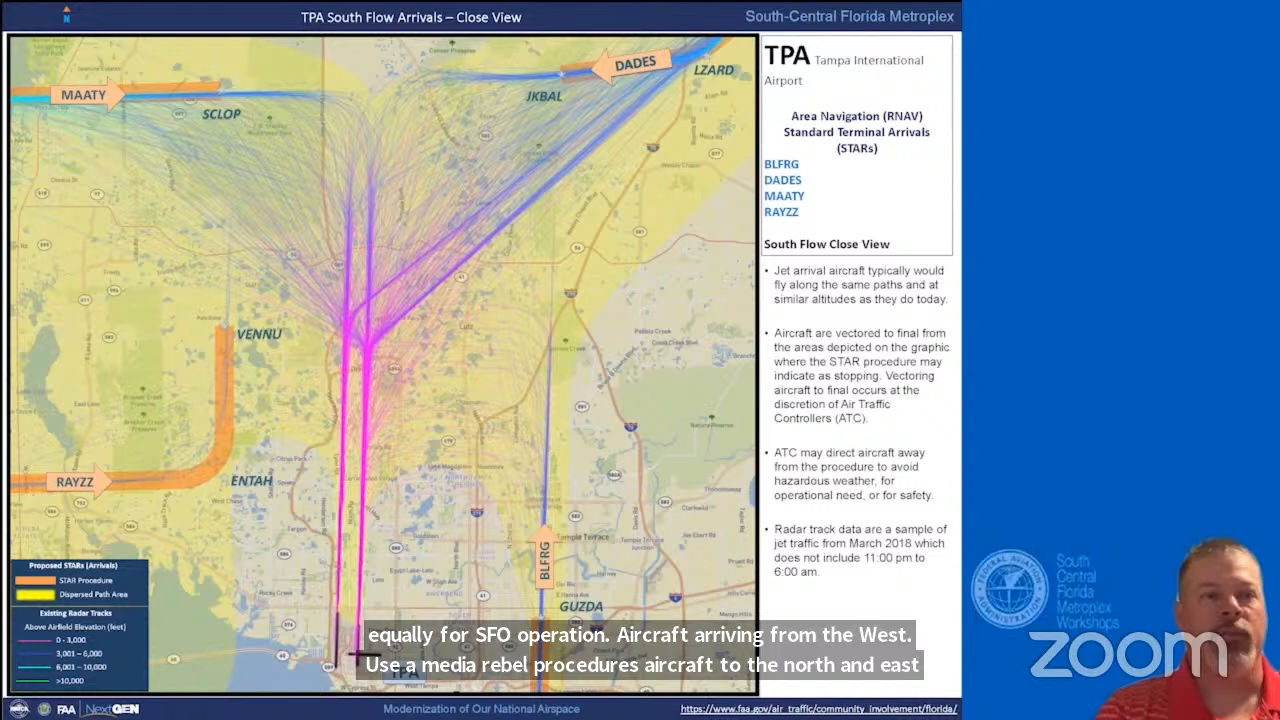 N
TPA South Flow Arrivals – Close View
South-Central Florida Metroplex
MAATY
SCLOP
DADES
JKBAL
LZARD
VENNU
RAYZZ
ENTAH
BLFRG
GUZDA
Lutz
Citrus Park
Temple Terrace
TPA
TPA Tampa International
Airport
Area Navigation (RNAV)
Standard Terminal Arrivals
(STARs)
BLFRG
DADES
MAATY
RAYZZ
South Flow Close View
• Jet arrival aircraft typically would
fly along the same paths and at
similar altitudes as they do today.
• Aircraft are vectored to final from
the areas depicted on the graphic
where the STAR procedure may
indicate as stopping. Vectoring
aircraft to final occurs at the
discretion of Air Traffic
Controllers (ATC).
• ATC may direct aircraft away
from the procedure to avoid
hazardous weather, for
operational need, or for safety.
• Radar track data are a sample of
jet traffic from March 2018 which
does not include 11:00 pm to
6:00 am.
Proposed STARs (Arrivals)
STAR Procedure
Dispersed Path Area
Existing Radar Tracks
Above Airfield Elevation (feet)
0 - 3,000
3,001 – 6,000
6,001 – 10,000
>10,000
equally for SFO operation. Aircraft arriving from the West.
Use a media rebel procedures aircraft to the north and east
FEDERAL AVIATION
ADMINISTRATION
South
Central
Florida
Metroplex
Workshops
zoom
FAA
NextGEN
Modernization of Our National Airspace
https://www.faa.gov/air_traffic/community_involvement/florida/